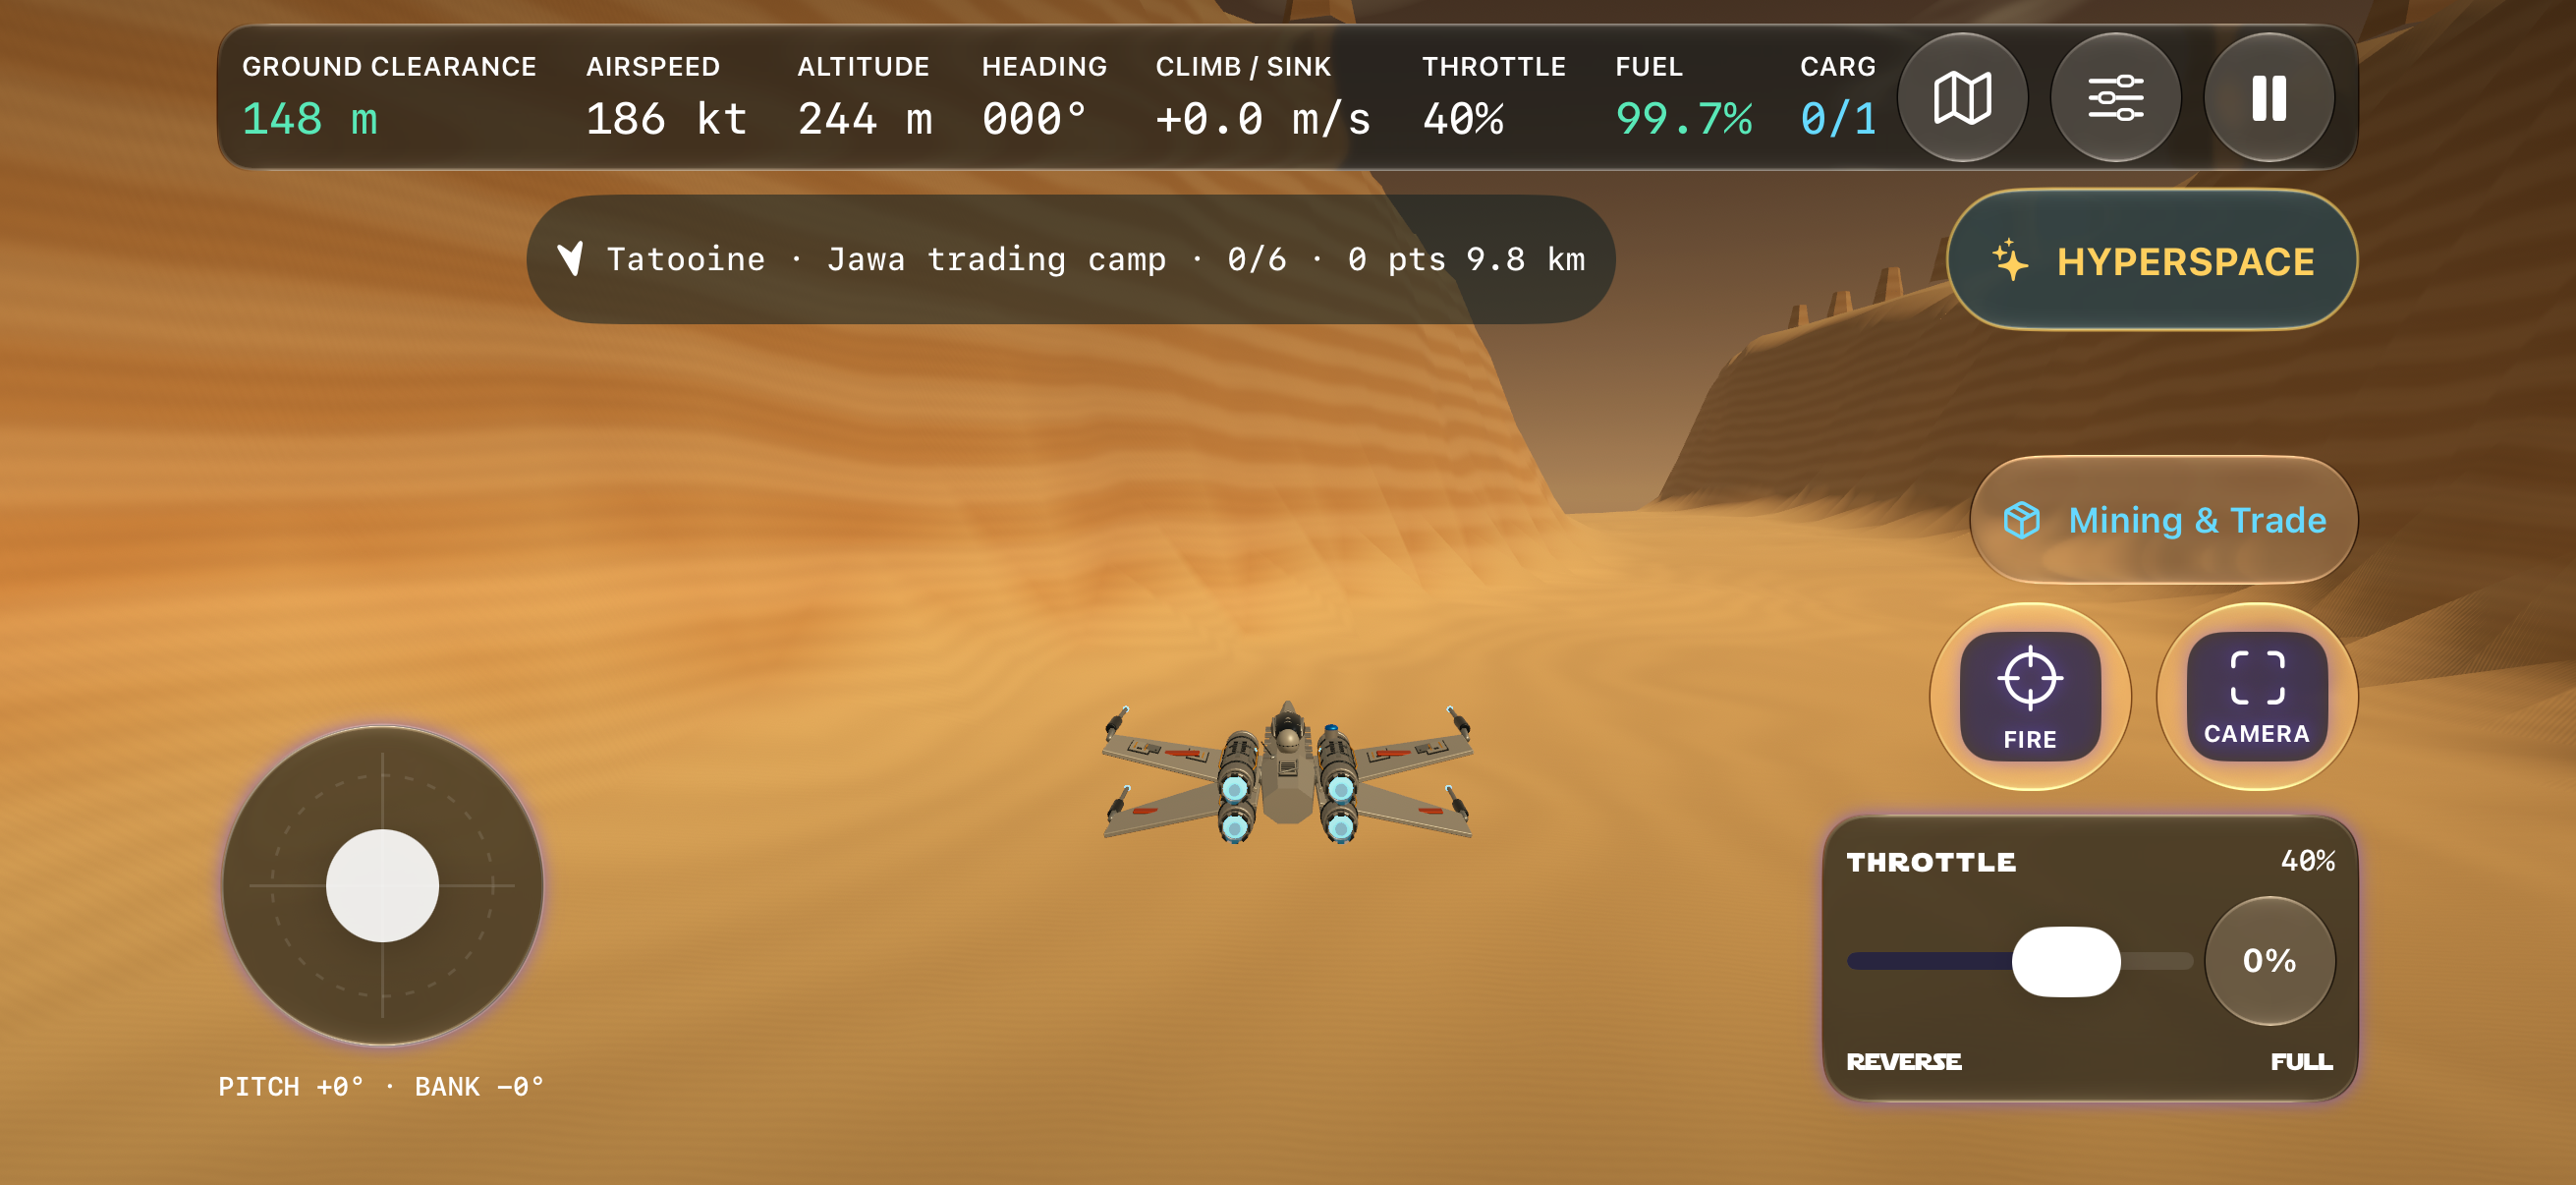 GROUND CLEARANCE AIRSPEED ALTITUDE HEADING CLIMB / SINK THROTTLE FUEL CARG
148 m 186 kt 244 m 000° +0.0 m/s 40% 99.7% 0/1
Tatooine · Jawa trading camp · 0/6 · 0 pts 9.8 km
HYPERSPACE
Mining & Trade
FIRE
CAMERA
THROTTLE 40%
0%
REVERSE FULL
PITCH +0° · BANK −0°